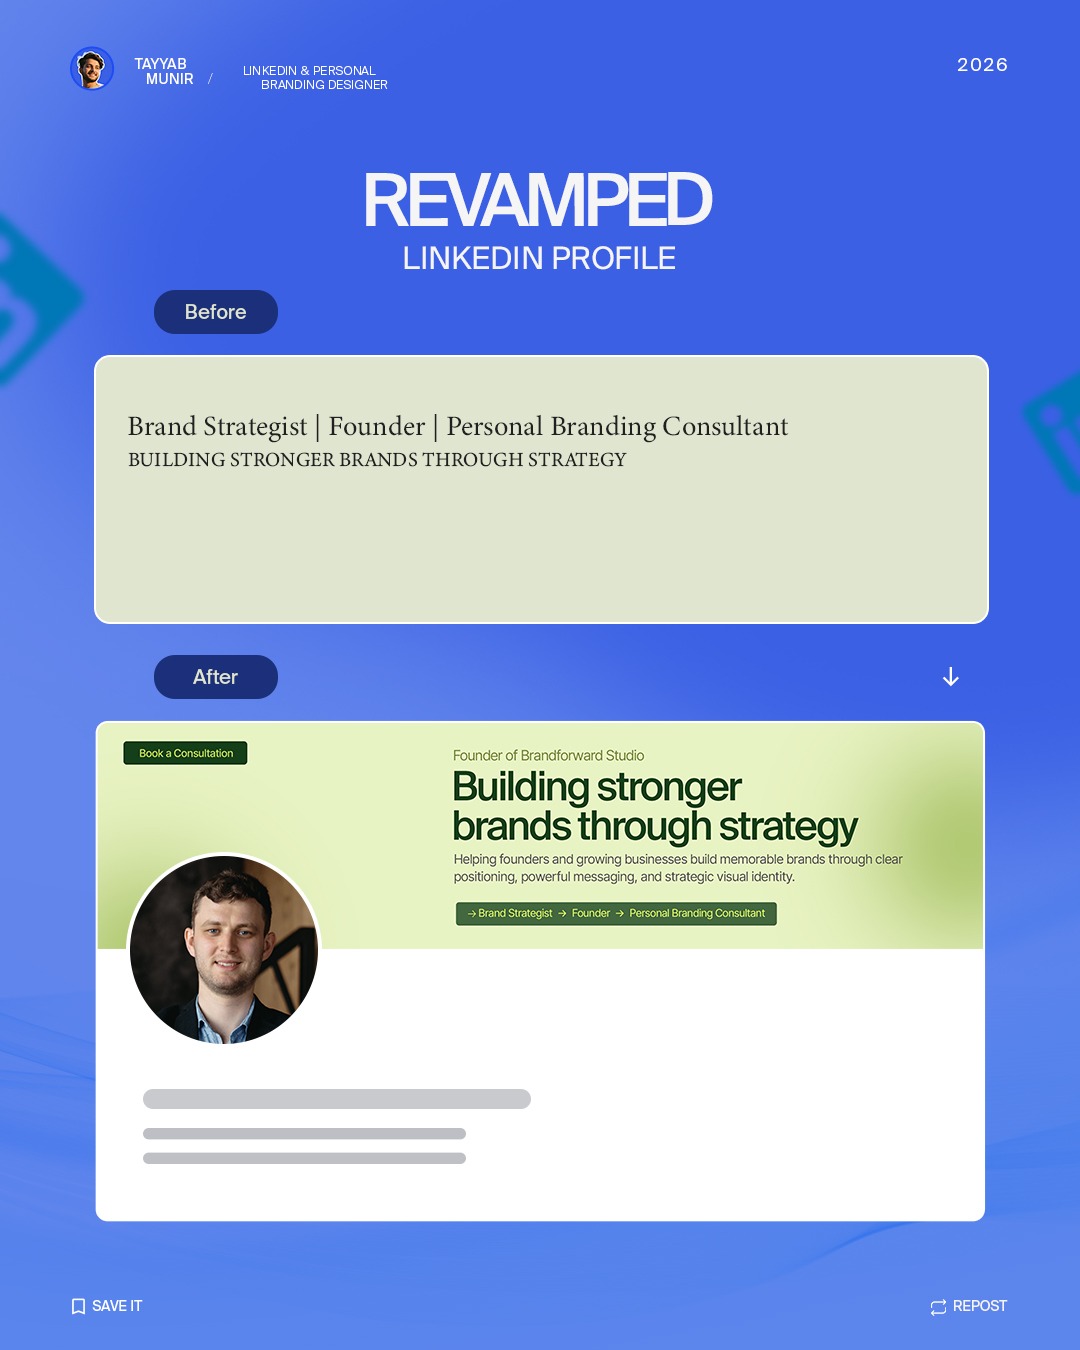 TAYYAB
MUNIR /
LINKEDIN & PERSONAL
BRANDING DESIGNER
2026
REVAMPED
LINKEDIN PROFILE
Before
Brand Strategist | Founder | Personal Branding Consultant
BUILDING STRONGER BRANDS THROUGH STRATEGY
After
Book a Consultation
Founder of Brandforward Studio
Building stronger
brands through strategy
Helping founders and growing businesses build memorable brands through clear
positioning, powerful messaging, and strategic visual identity.
→ Brand Strategist → Founder → Personal Branding Consultant
SAVE IT
REPOST